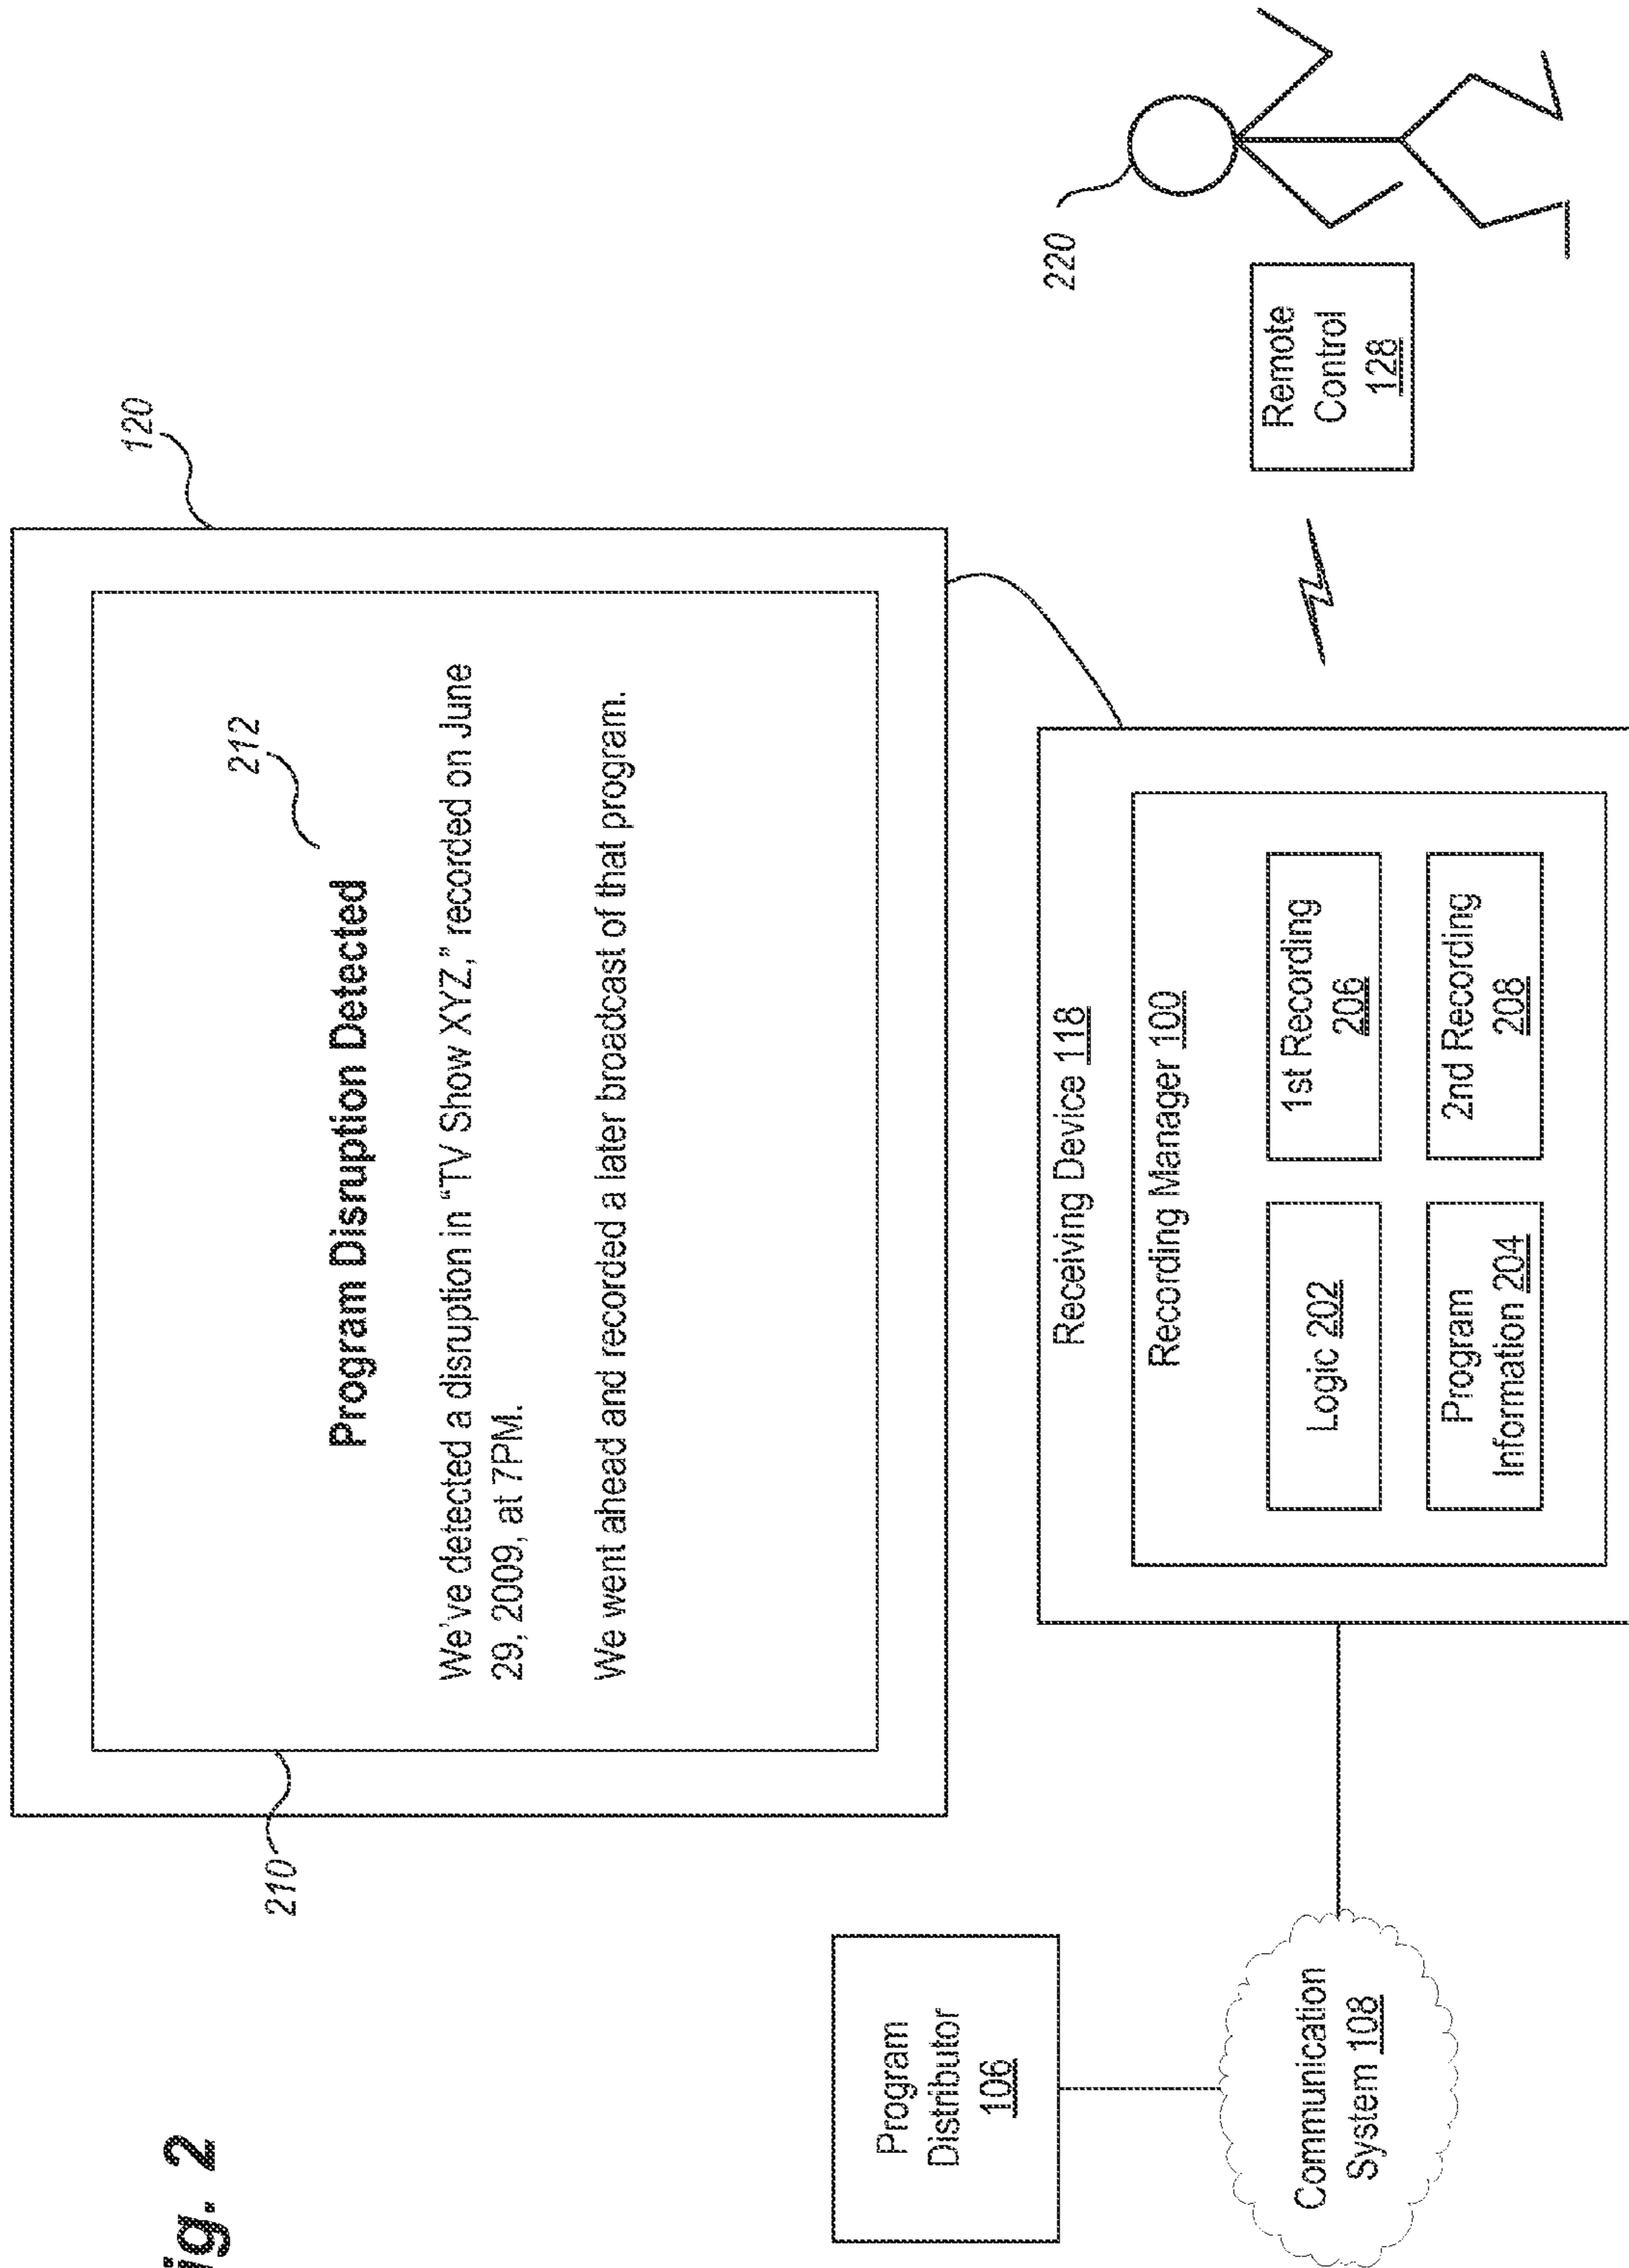 ig. 2
120
212
Program Disruption Detected
We've detected a disruption in "TV Show XYZ," recorded on June
29, 2009, at 7PM.
We went ahead and recorded a later broadcast of that program.
210
Program
Distributor
106
Communication
System 108
Receiving Device 118
Recording Manager 100
Logic 202
1st Recording
206
Program
Information 204
2nd Recording
208
220
Remote
Control
128